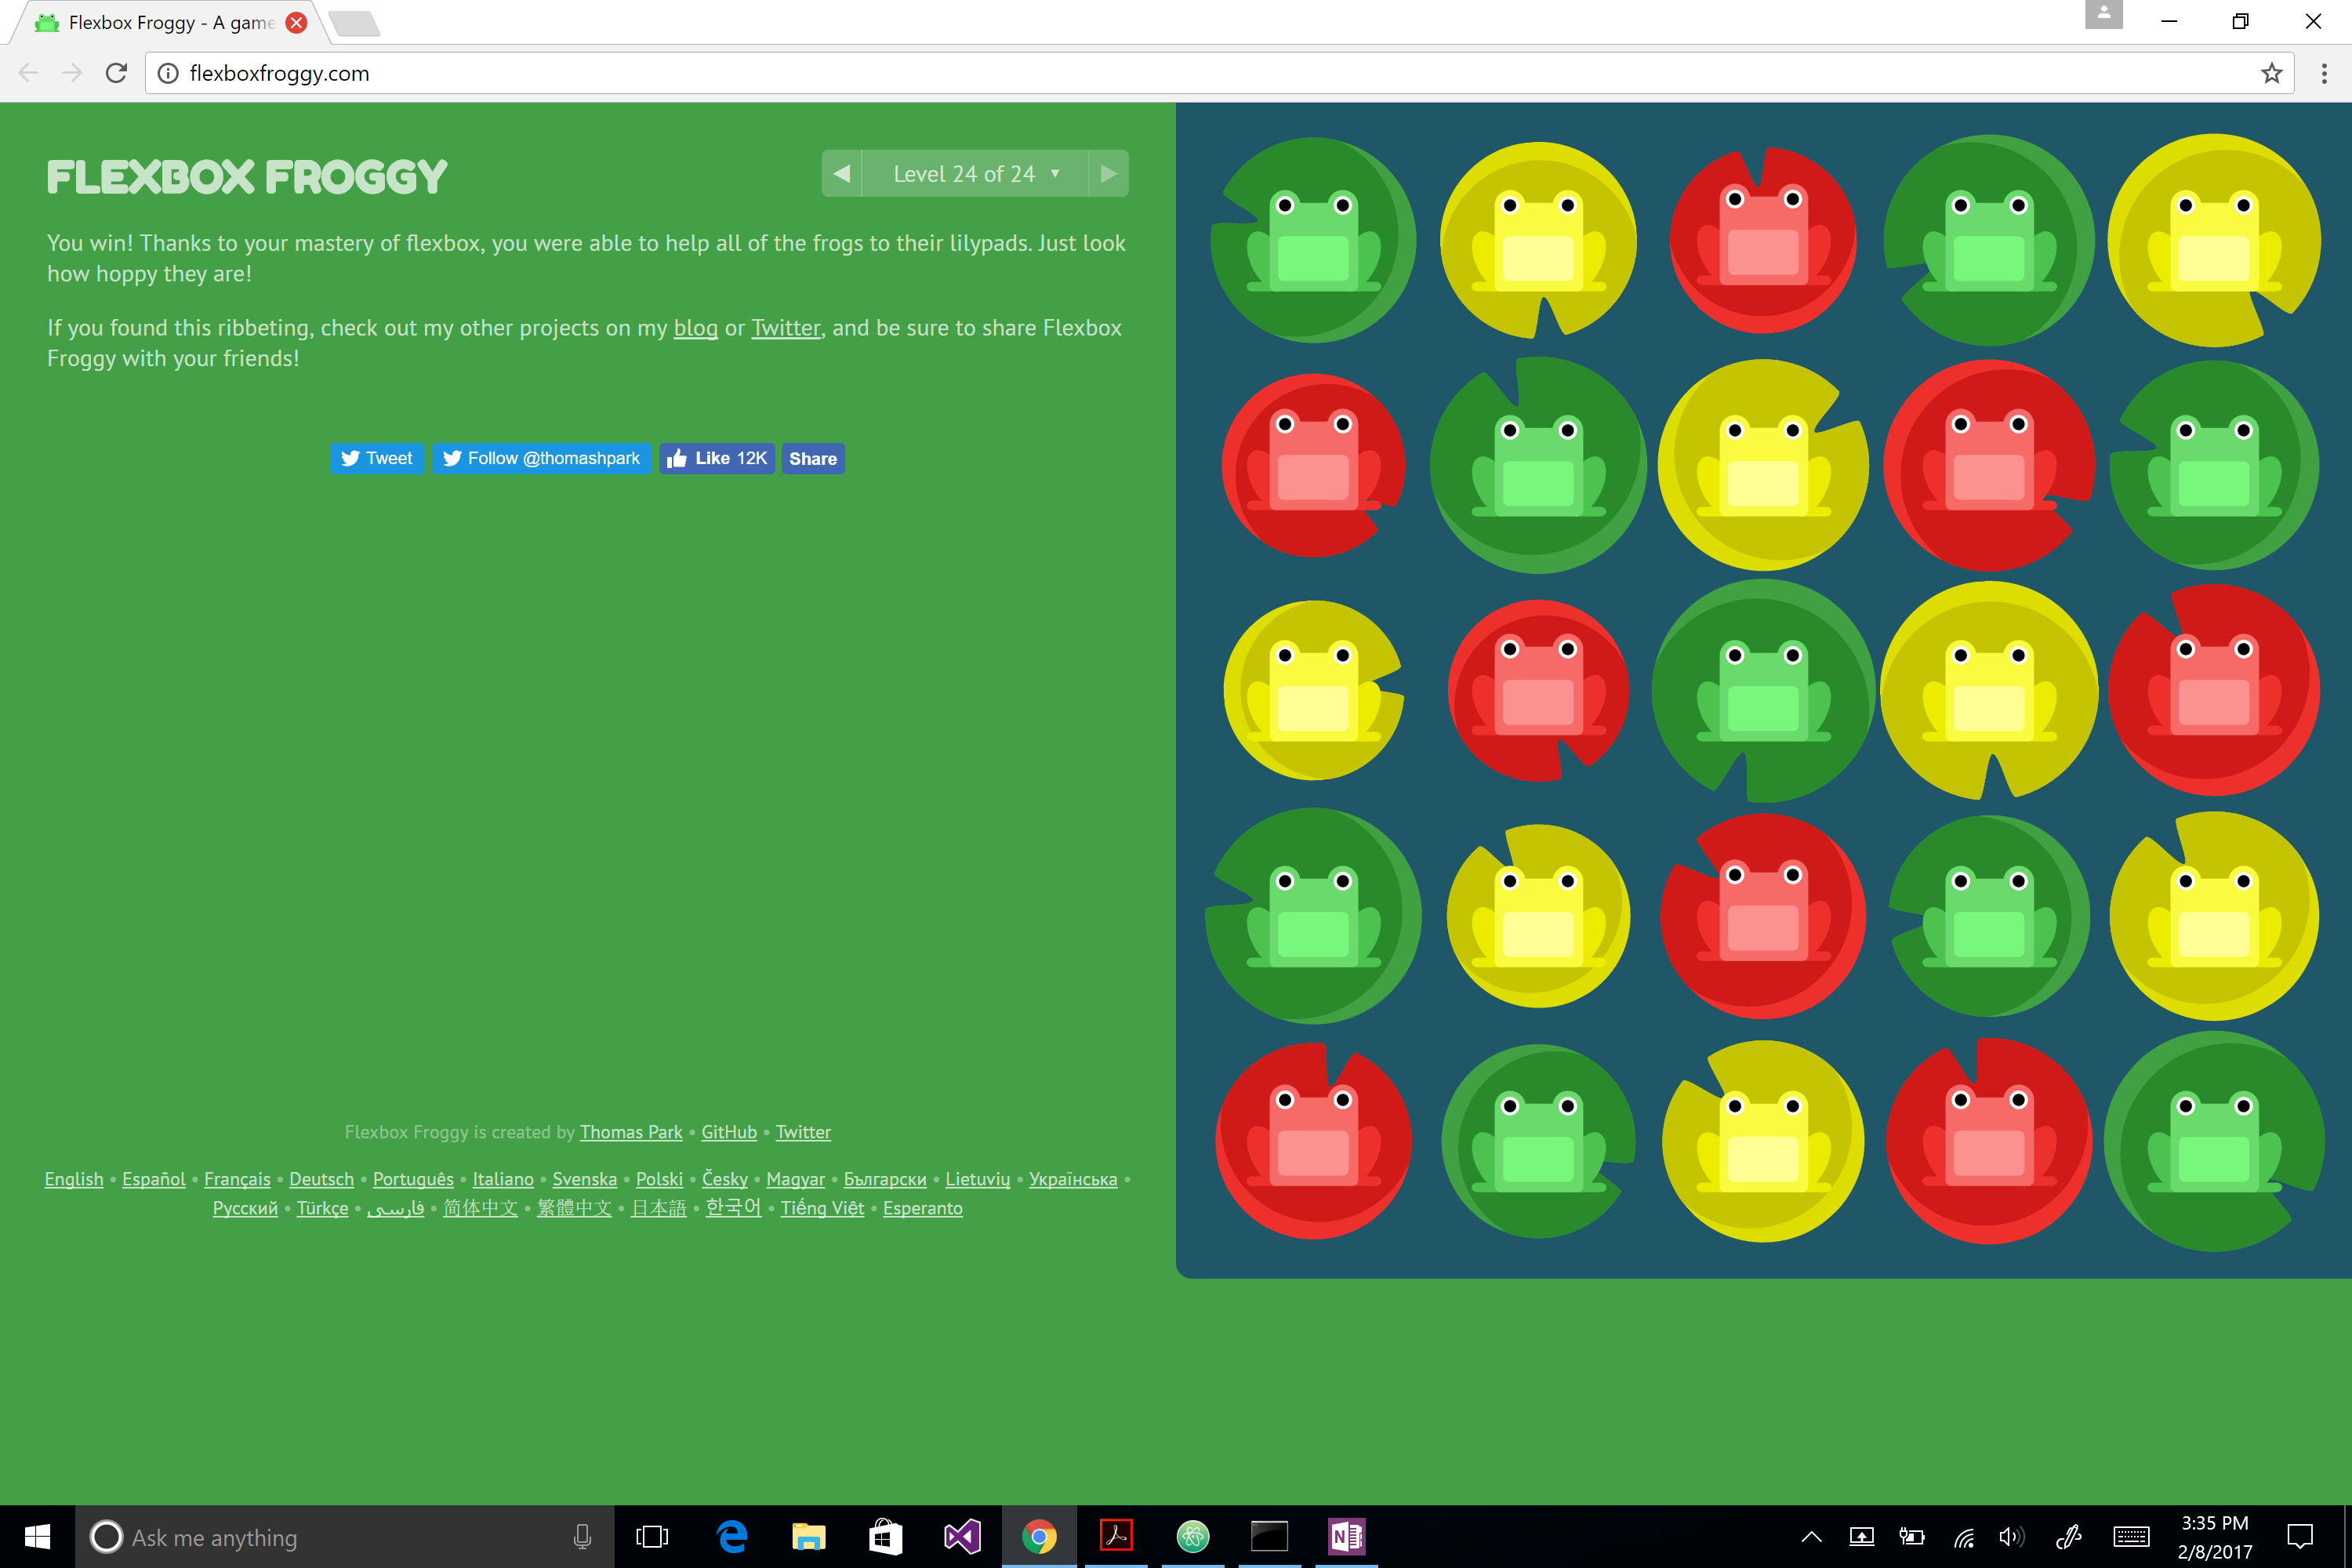 Flexbox Froggy - A game
flexboxfroggy.com
FLEXBOX FROGGY
◀ Level 24 of 24 ▼ ▶
You win! Thanks to your mastery of flexbox, you were able to help all of the frogs to their lilypads. Just look
how hoppy they are!
If you found this ribbeting, check out my other projects on my blog or Twitter, and be sure to share Flexbox
Froggy with your friends!
Tweet Follow @thomashpark Like 12K Share
Flexbox Froggy is created by Thomas Park • GitHub • Twitter
English • Español • Français • Deutsch • Português • Italiano • Svenska • Polski • Česky • Magyar • Български • Lietuvių • Українська •
Русский • Türkçe • فارسی • 简体中文 • 繁體中文 • 日本語 • 한국어 • Tiếng Việt • Esperanto
Ask me anything
N
3:35 PM
2/8/2017